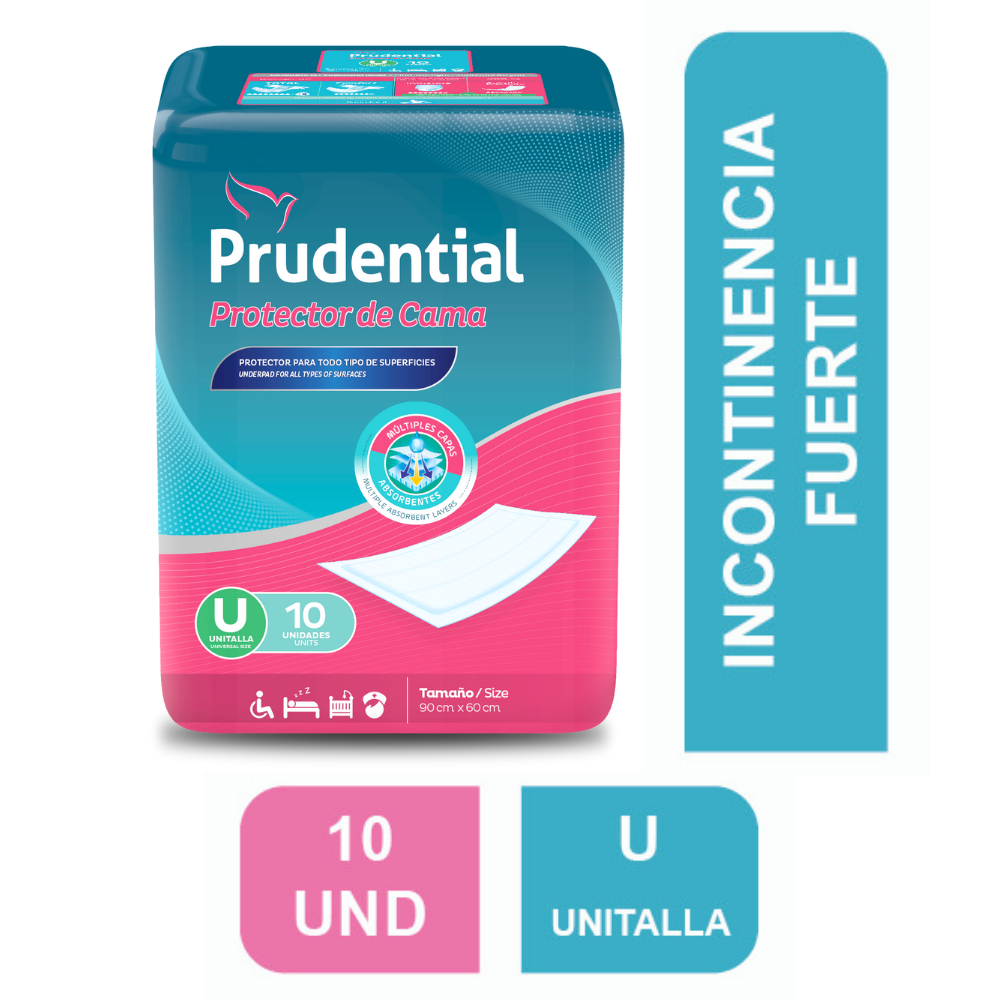 Prudential
U 10
Prudential
Protector de Cama
PROTECTOR PARA TODO TIPO DE SUPERFICIES
UNDERPAD FOR ALL TYPES OF SURFACES
MÚLTIPLES CAPAS
ABSORBENTES
MULTIPLE ABSORBENT LAYERS
U
UNITALLA
UNIVERSAL SIZE
10
UNIDADES
UNITS
z z Z
Tamaño / Size
90 cm. x 60 cm.
INCONTINENCIA
FUERTE
10
UND
U
UNITALLA